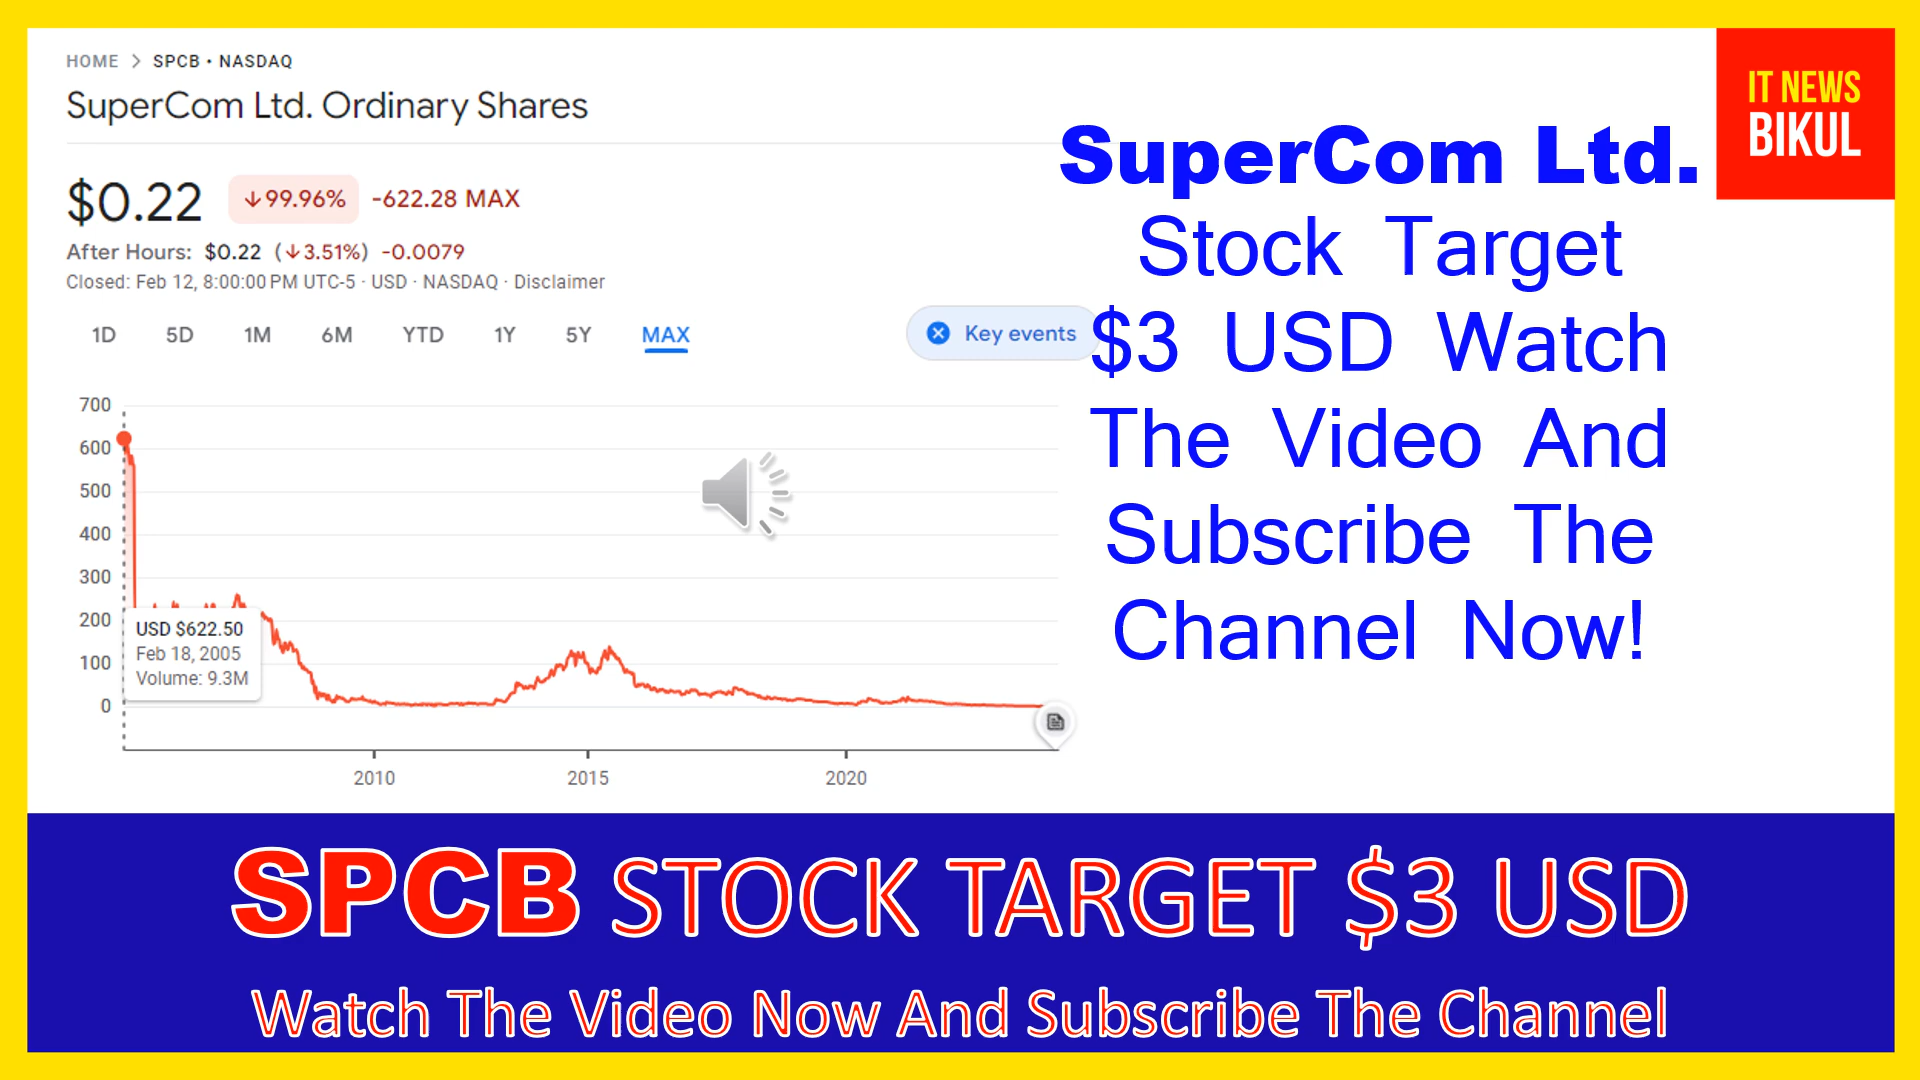 HOME > SPCB • NASDAQ
SuperCom Ltd. Ordinary Shares
$0.22 ↓99.96% -622.28 MAX
After Hours: $0.22 (↓3.51%) -0.0079
Closed: Feb 12, 8:00:00 PM UTC-5 · USD · NASDAQ · Disclaimer
1D 5D 1M 6M YTD 1Y 5Y MAX
Key events
700
600
500
400
300
200
100
0
USD $622.50
Feb 18, 2005
Volume: 9.3M
2010 2015 2020
IT NEWS
BIKUL
SuperCom Ltd.
Stock Target
$3 USD Watch
The Video And
Subscribe The
Channel Now!
SPCB STOCK TARGET $3 USD
Watch The Video Now And Subscribe The Channel